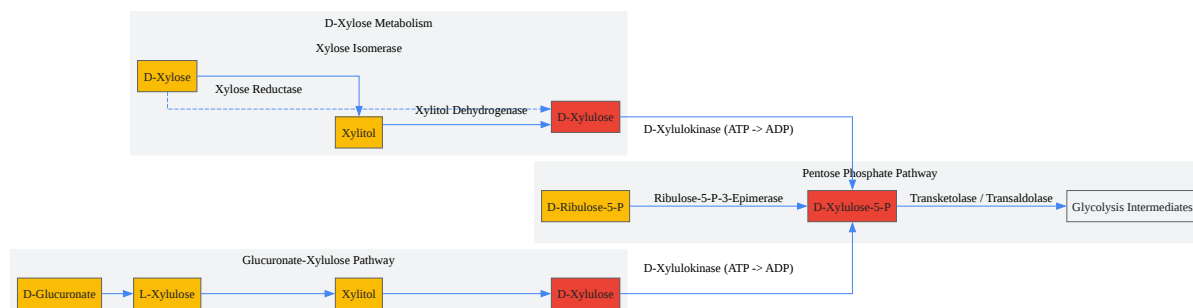 D-Xylose Metabolism
Xylose Isomerase
D-Xylose
Xylose Reductase
Xylitol Dehydrogenase
D-Xylulose
Xylitol
D-Xylulokinase (ATP -> ADP)
Pentose Phosphate Pathway
D-Ribulose-5-P
Ribulose-5-P-3-Epimerase
D-Xylulose-5-P
Transketolase / Transaldolase
Glycolysis Intermediates
Glucuronate-Xylulose Pathway
D-Xylulokinase (ATP -> ADP)
D-Glucuronate
L-Xylulose
Xylitol
D-Xylulose